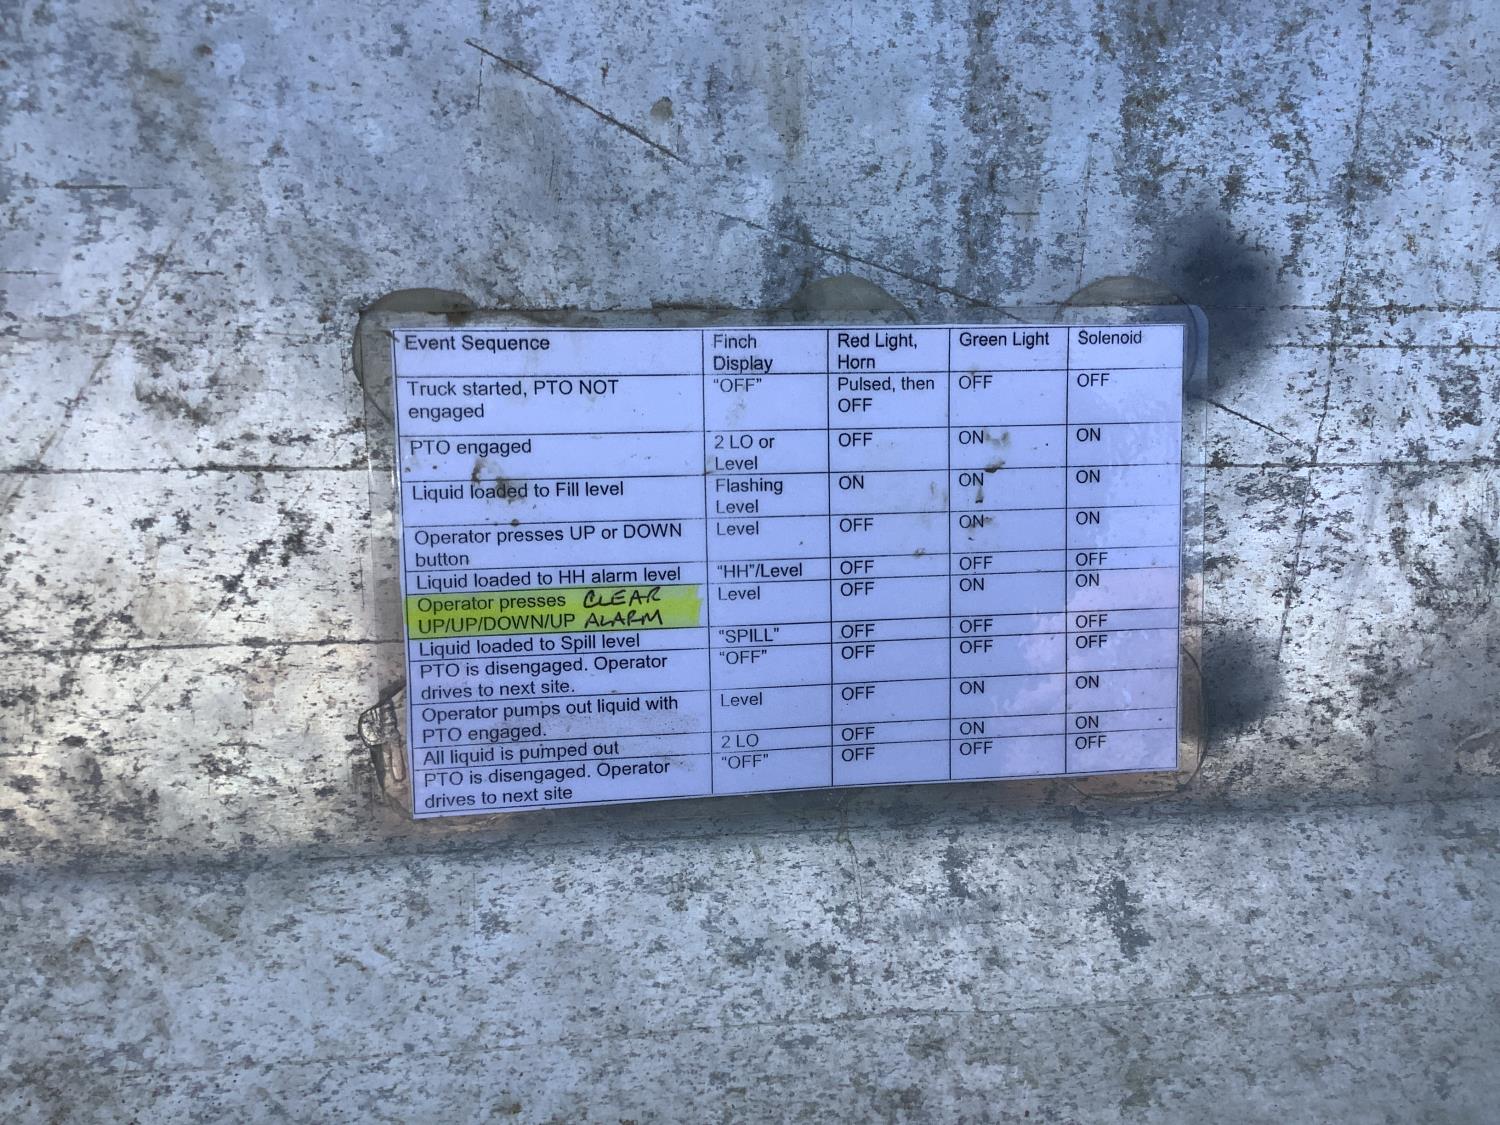 Event Sequence
Finch
Display
Red Light,
Horn
Green Light
Solenoid
Truck started, PTO NOT
engaged
"OFF"
Pulsed, then
OFF
OFF
OFF
PTO engaged
2 LO or
Level
OFF
ON
ON
Liquid loaded to Fill level
Flashing
Level
ON
ON
ON
Operator presses UP or DOWN
button
Level
OFF
ON
ON
Liquid loaded to HH alarm level
"HH"/Level
OFF
OFF
OFF
Operator presses CLEAR
UP/UP/DOWN/UP ALARM
Level
OFF
ON
ON
Liquid loaded to Spill level
"SPILL"
OFF
OFF
OFF
PTO is disengaged. Operator
drives to next site.
"OFF"
OFF
OFF
OFF
Operator pumps out liquid with
PTO engaged.
Level
OFF
ON
ON
All liquid is pumped out
2 LO
OFF
ON
ON
PTO is disengaged. Operator
drives to next site
"OFF"
OFF
OFF
OFF